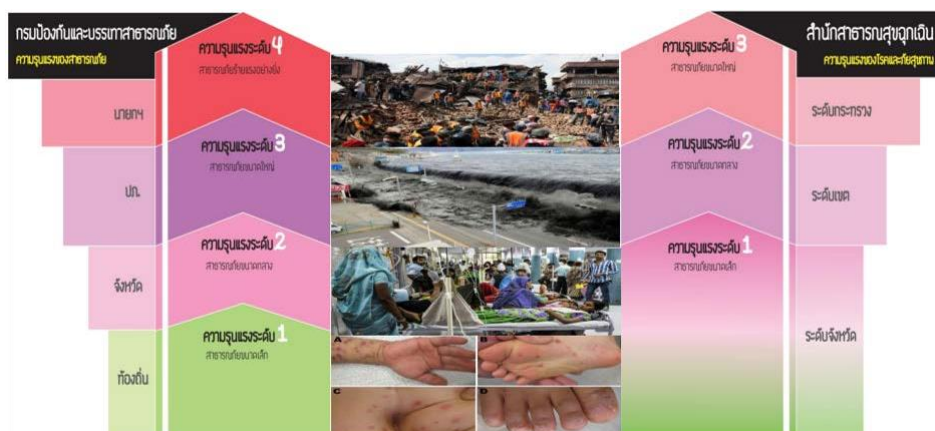 กรมป้องกันและบรรเทาสาธารณภัย
ความรุนแรงของสาธารณภัย
นายกฯ
ปภ.
จังหวัด
ท้องถิ่น
ความรุนแรงระดับ 4
สาธารณภัยร้ายแรงอย่างยิ่ง
ความรุนแรงระดับ 3
สาธารณภัยขนาดใหญ่
ความรุนแรงระดับ 2
สาธารณภัยขนาดกลาง
ความรุนแรงระดับ 1
สาธารณภัยขนาดเล็ก
A
B
C
D
ความรุนแรงระดับ 3
สาธารณภัยขนาดใหญ่
ความรุนแรงระดับ 2
สาธารณภัยขนาดกลาง
ความรุนแรงระดับ 1
สาธารณภัยขนาดเล็ก
สำนักสาธารณสุขฉุกเฉิน
ความรุนแรงของโรคและภัยสุขภาพ
ระดับกระทรวง
ระดับเขต
ระดับจังหวัด